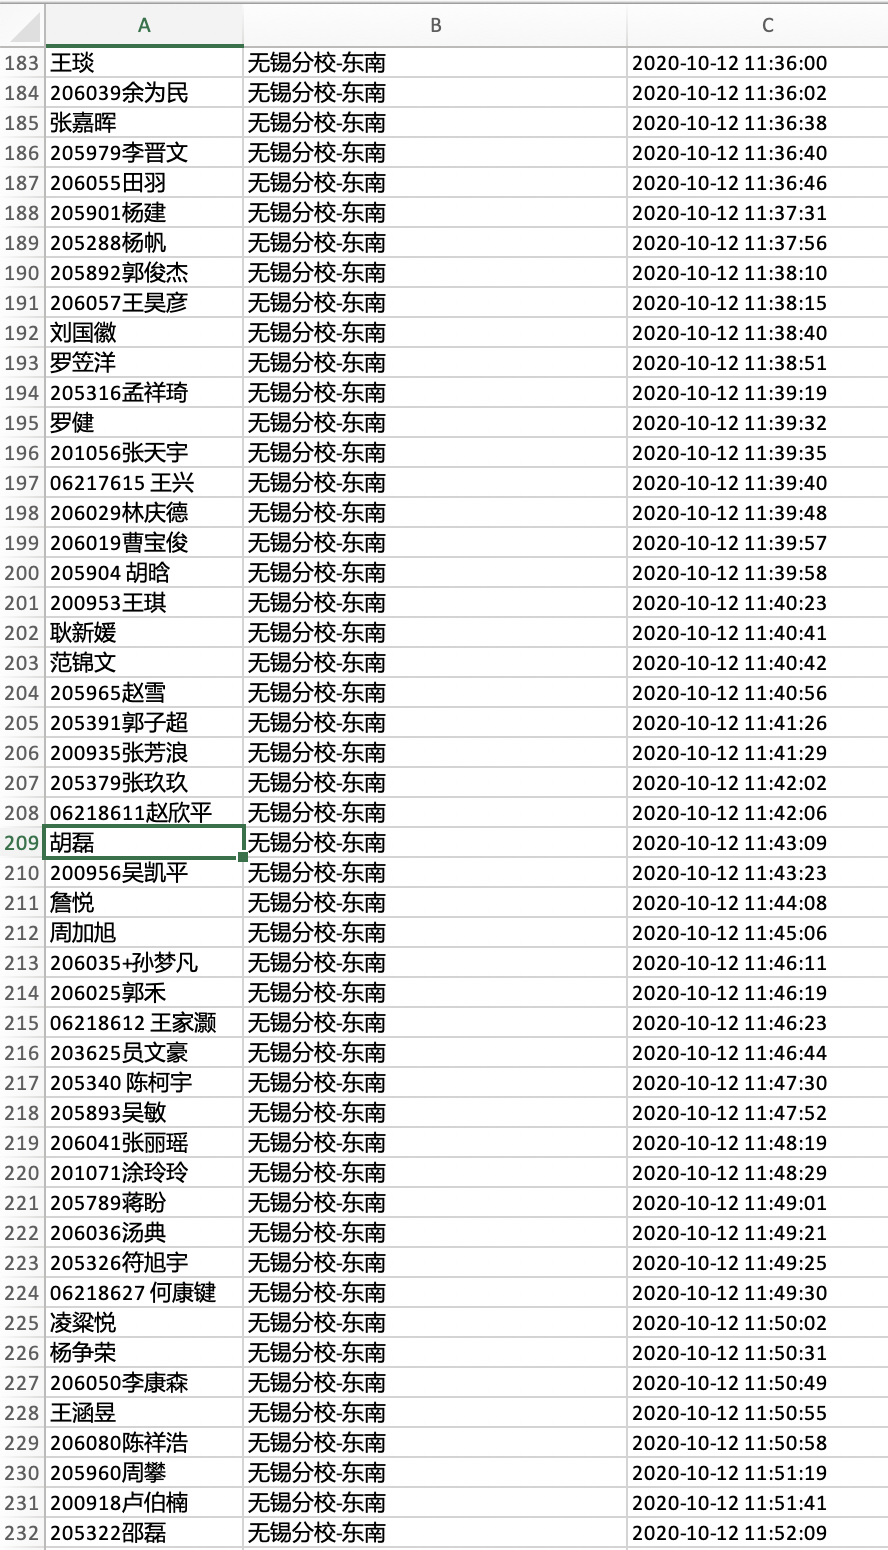 A B C
183 王琰 无锡分校-东南 2020-10-12 11:36:00
184 206039余为民 无锡分校-东南 2020-10-12 11:36:02
185 张嘉晖 无锡分校-东南 2020-10-12 11:36:38
186 205979李晋文 无锡分校-东南 2020-10-12 11:36:40
187 206055田羽 无锡分校-东南 2020-10-12 11:36:46
188 205901杨建 无锡分校-东南 2020-10-12 11:37:31
189 205288杨帆 无锡分校-东南 2020-10-12 11:37:56
190 205892郭俊杰 无锡分校-东南 2020-10-12 11:38:10
191 206057王昊彦 无锡分校-东南 2020-10-12 11:38:15
192 刘国徽 无锡分校-东南 2020-10-12 11:38:40
193 罗笠洋 无锡分校-东南 2020-10-12 11:38:51
194 205316孟祥琦 无锡分校-东南 2020-10-12 11:39:19
195 罗健 无锡分校-东南 2020-10-12 11:39:32
196 201056张天宇 无锡分校-东南 2020-10-12 11:39:35
197 06217615 王兴 无锡分校-东南 2020-10-12 11:39:40
198 206029林庆德 无锡分校-东南 2020-10-12 11:39:48
199 206019曹宝俊 无锡分校-东南 2020-10-12 11:39:57
200 205904 胡晗 无锡分校-东南 2020-10-12 11:39:58
201 200953王琪 无锡分校-东南 2020-10-12 11:40:23
202 耿新媛 无锡分校-东南 2020-10-12 11:40:41
203 范锦文 无锡分校-东南 2020-10-12 11:40:42
204 205965赵雪 无锡分校-东南 2020-10-12 11:40:56
205 205391郭子超 无锡分校-东南 2020-10-12 11:41:26
206 200935张芳浪 无锡分校-东南 2020-10-12 11:41:29
207 205379张玖玖 无锡分校-东南 2020-10-12 11:42:02
208 06218611赵欣平 无锡分校-东南 2020-10-12 11:42:06
209 胡磊 无锡分校-东南 2020-10-12 11:43:09
210 200956吴凯平 无锡分校-东南 2020-10-12 11:43:23
211 詹悦 无锡分校-东南 2020-10-12 11:44:08
212 周加旭 无锡分校-东南 2020-10-12 11:45:06
213 206035+孙梦凡 无锡分校-东南 2020-10-12 11:46:11
214 206025郭禾 无锡分校-东南 2020-10-12 11:46:19
215 06218612 王家灏 无锡分校-东南 2020-10-12 11:46:23
216 203625员文豪 无锡分校-东南 2020-10-12 11:46:44
217 205340 陈柯宇 无锡分校-东南 2020-10-12 11:47:30
218 205893吴敏 无锡分校-东南 2020-10-12 11:47:52
219 206041张丽瑶 无锡分校-东南 2020-10-12 11:48:19
220 201071涂玲玲 无锡分校-东南 2020-10-12 11:48:29
221 205789蒋盼 无锡分校-东南 2020-10-12 11:49:01
222 206036汤典 无锡分校-东南 2020-10-12 11:49:21
223 205326符旭宇 无锡分校-东南 2020-10-12 11:49:25
224 06218627 何康键 无锡分校-东南 2020-10-12 11:49:30
225 凌粱悦 无锡分校-东南 2020-10-12 11:50:02
226 杨争荣 无锡分校-东南 2020-10-12 11:50:31
227 206050李康森 无锡分校-东南 2020-10-12 11:50:49
228 王涵昱 无锡分校-东南 2020-10-12 11:50:55
229 206080陈祥浩 无锡分校-东南 2020-10-12 11:50:58
230 205960周攀 无锡分校-东南 2020-10-12 11:51:19
231 200918卢伯楠 无锡分校-东南 2020-10-12 11:51:41
232 205322邵磊 无锡分校-东南 2020-10-12 11:52:09